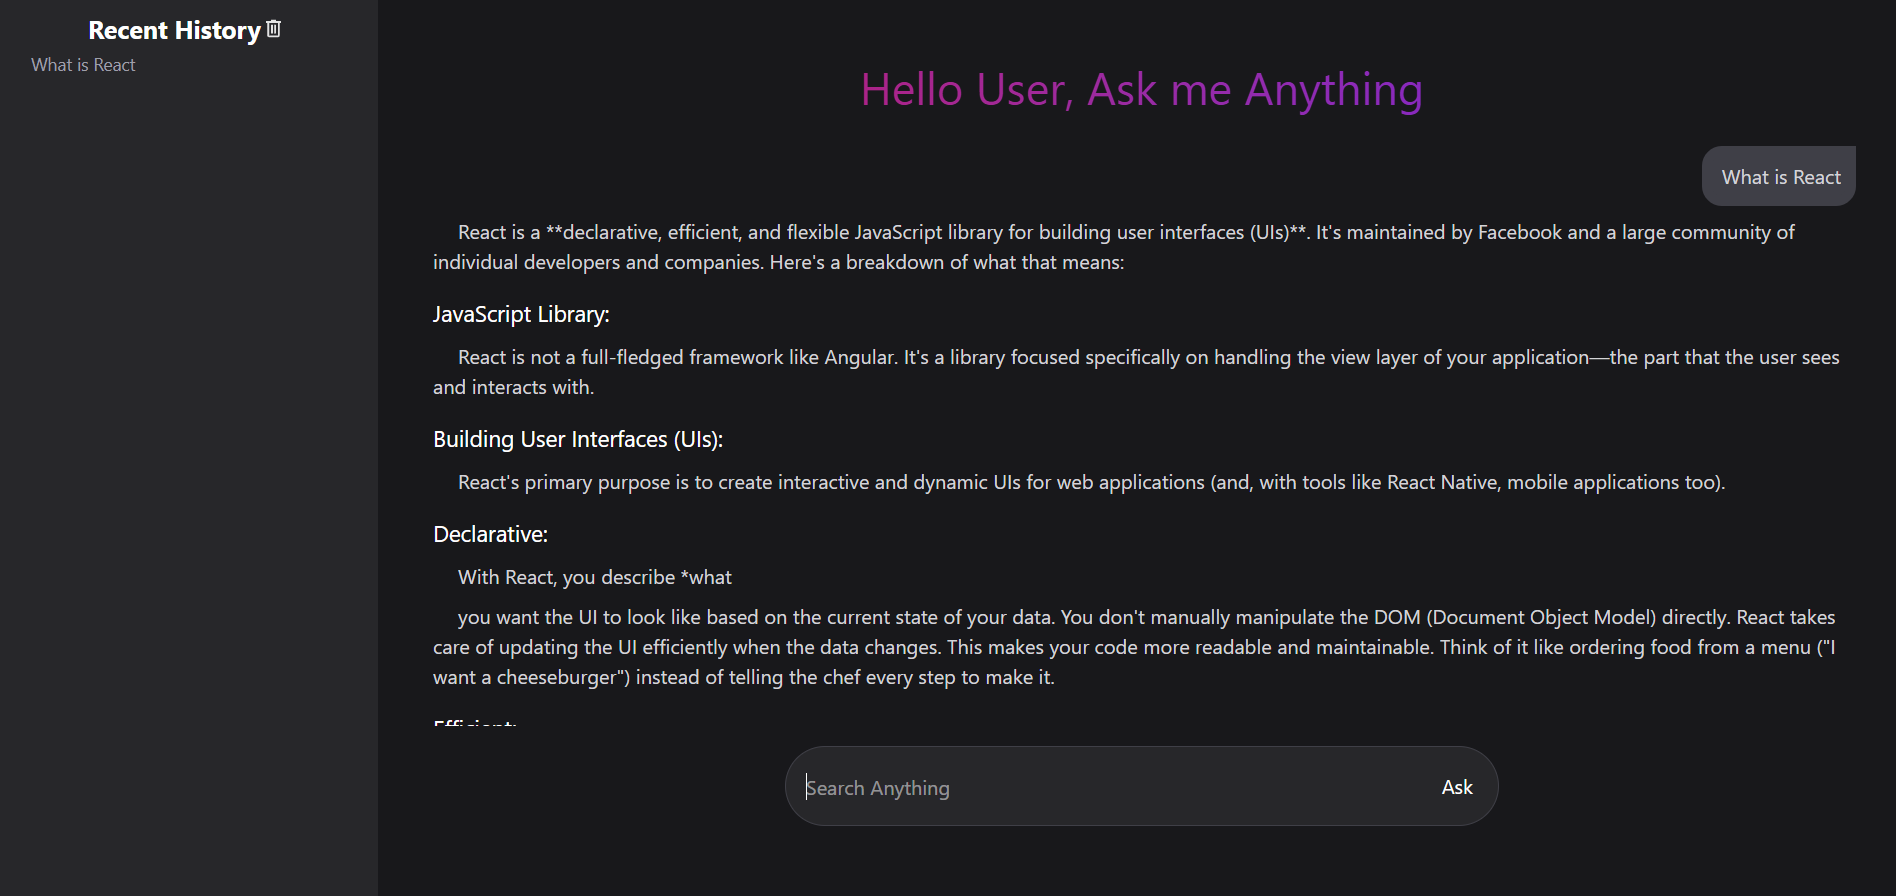 Recent History
What is React
Hello User, Ask me Anything
What is React
React is a **declarative, efficient, and flexible JavaScript library for building user interfaces (UIs)**. It's maintained by Facebook and a large community of
individual developers and companies. Here's a breakdown of what that means:
JavaScript Library:
React is not a full-fledged framework like Angular. It's a library focused specifically on handling the view layer of your application—the part that the user sees
and interacts with.
Building User Interfaces (UIs):
React's primary purpose is to create interactive and dynamic UIs for web applications (and, with tools like React Native, mobile applications too).
Declarative:
With React, you describe *what
you want the UI to look like based on the current state of your data. You don't manually manipulate the DOM (Document Object Model) directly. React takes
care of updating the UI efficiently when the data changes. This makes your code more readable and maintainable. Think of it like ordering food from a menu ("I
want a cheeseburger") instead of telling the chef every step to make it.
Efficient:
Search Anything
Ask